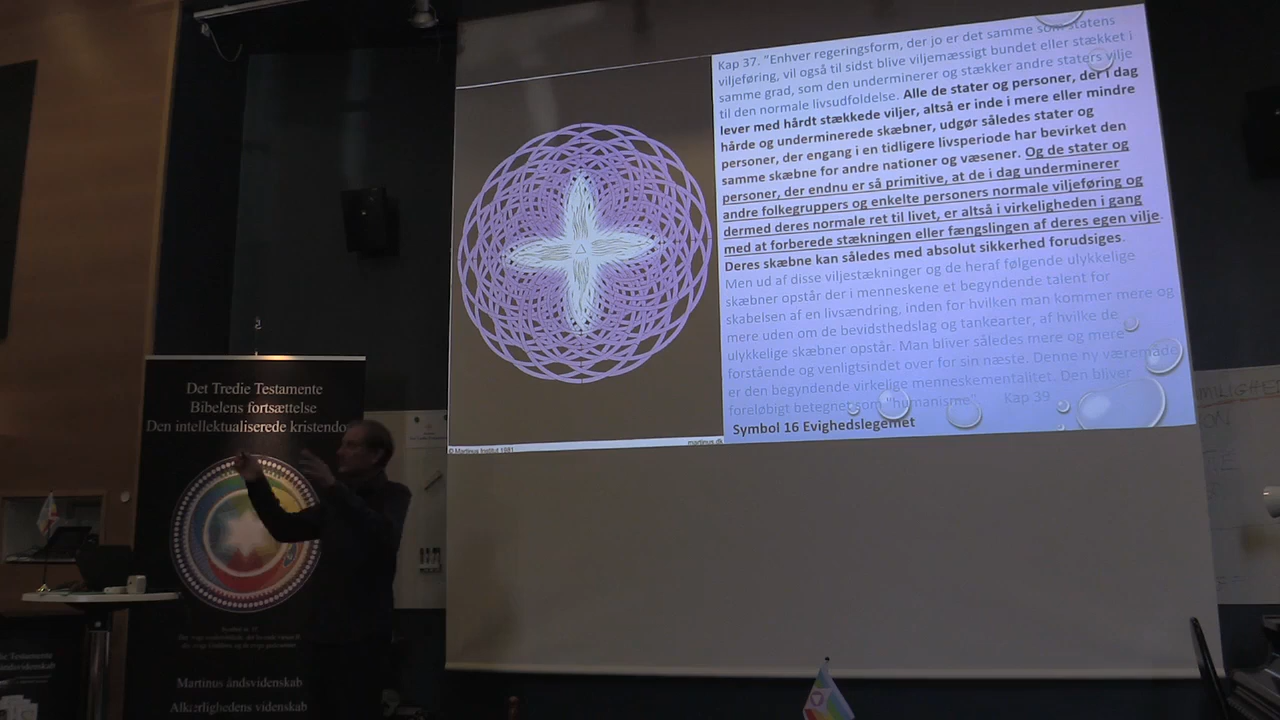 Kap 37. "Enhver regeringsform, der jo er det samme som statens
viljeføring, vil også til sidst blive viljemæssigt bundet eller stækket i
samme grad, som den underminerer og stækker andre staters vilje
til den normale livsudfoldelse. Alle de stater og personer, der i dag
lever med hårdt stækkede viljer, altså er inde i mere eller mindre
hårde og underminerede skæbner, udgør således stater og
personer, der engang i en tidligere livsperiode har bevirket den
samme skæbne for andre nationer og væsener. Og de stater og
personer, der endnu er så primitive, at de i dag underminerer
andre folkegruppers og enkelte personers normale viljeføring og
dermed deres normale ret til livet, er altså i virkeligheden i gang
med at forberede stækningen eller fængslingen af deres egen vilje.
Deres skæbne kan således med absolut sikkerhed forudsiges.
Men ud af disse viljestækninger og de heraf følgende ulykkelige
skæbner opstår der i menneskene et begyndende talent for
skabelsen af en livsændring, inden for hvilken man kommer mere og
mere uden om de bevidsthedslag og tankearter, af hvilke de
ulykkelige skæbner opstår. Man bliver således mere og mere
forstående og venligtsindet over for sin næste. Denne ny væremåde
er den begyndende virkelige menneskementalitet. Den bliver
foreløbigt betegnet som "humanisme". Kap 39
Symbol 16 Evighedslegemet
© Martinus Institut 1981
martinus.dk
Det Tredie Testamente
Bibelens fortsættelse
Den intellektualiserede kristendo
Martinus åndsvidenskab
Alkærlighedens videnskab
Testamente
åndsvidenskab